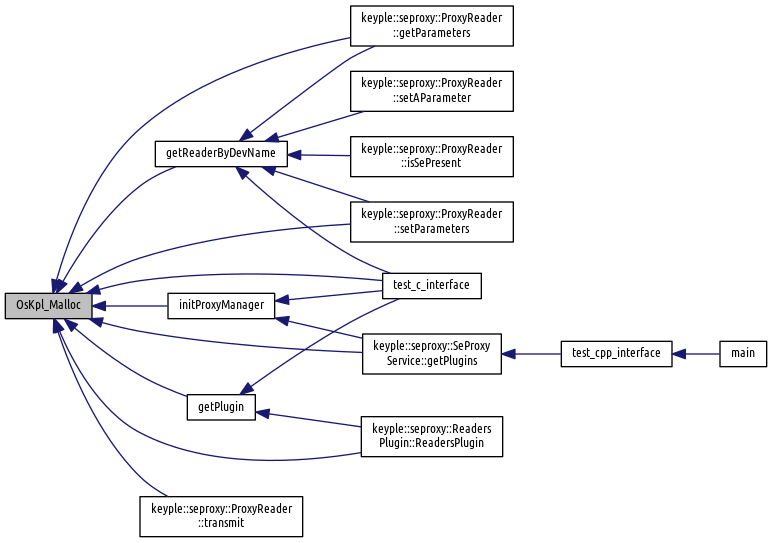 keyple::seproxy::ProxyReader
::getParameters
keyple::seproxy::ProxyReader
::setAParameter
getReaderByDevName
keyple::seproxy::ProxyReader
::isSePresent
keyple::seproxy::ProxyReader
::setParameters
OsKpl_Malloc
initProxyManager
test_c_interface
keyple::seproxy::SeProxy
Service::getPlugins
test_cpp_interface
main
getPlugin
keyple::seproxy::Readers
Plugin::ReadersPlugin
keyple::seproxy::ProxyReader
::transmit